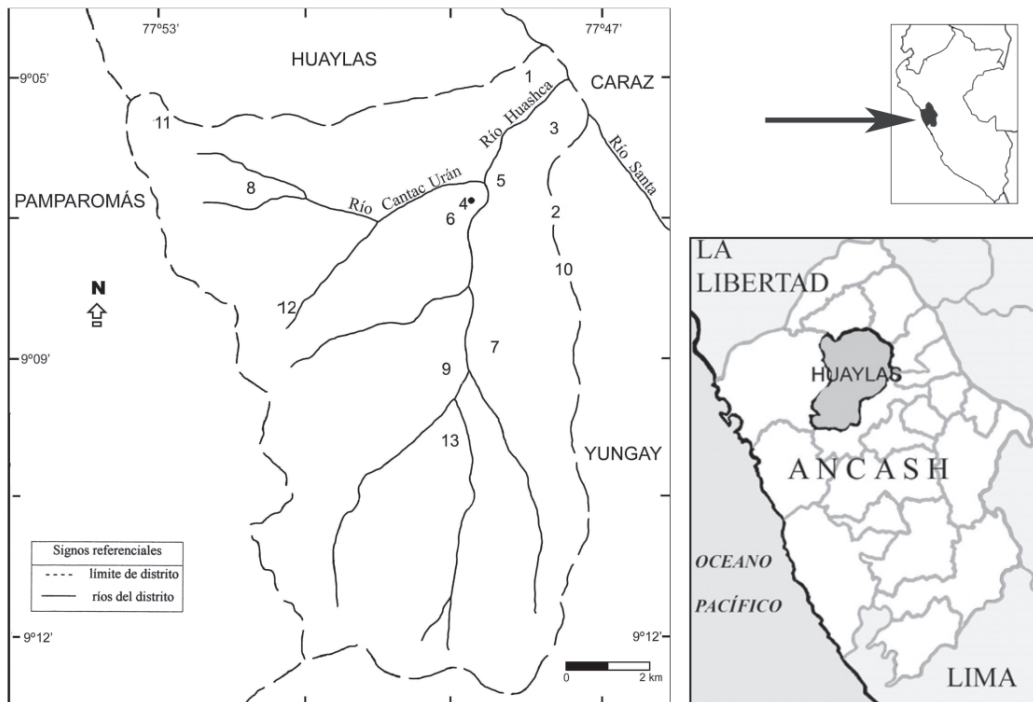 77º53'
77º47'
HUAYLAS
9º05'
1
CARAZ
Río Huashca
11
3
Río Santa
8
5
Río Cantac Urán
PAMPAROMÁS
4
6
2
10
N
12
7
9º09'
9
13
YUNGAY
Signos referenciales
límite de distrito
ríos del distrito
9º12'
9º12'
0
2 km
LA
LIBERTAD
HUAYLAS
ANCASH
OCEANO
PACÍFICO
LIMA